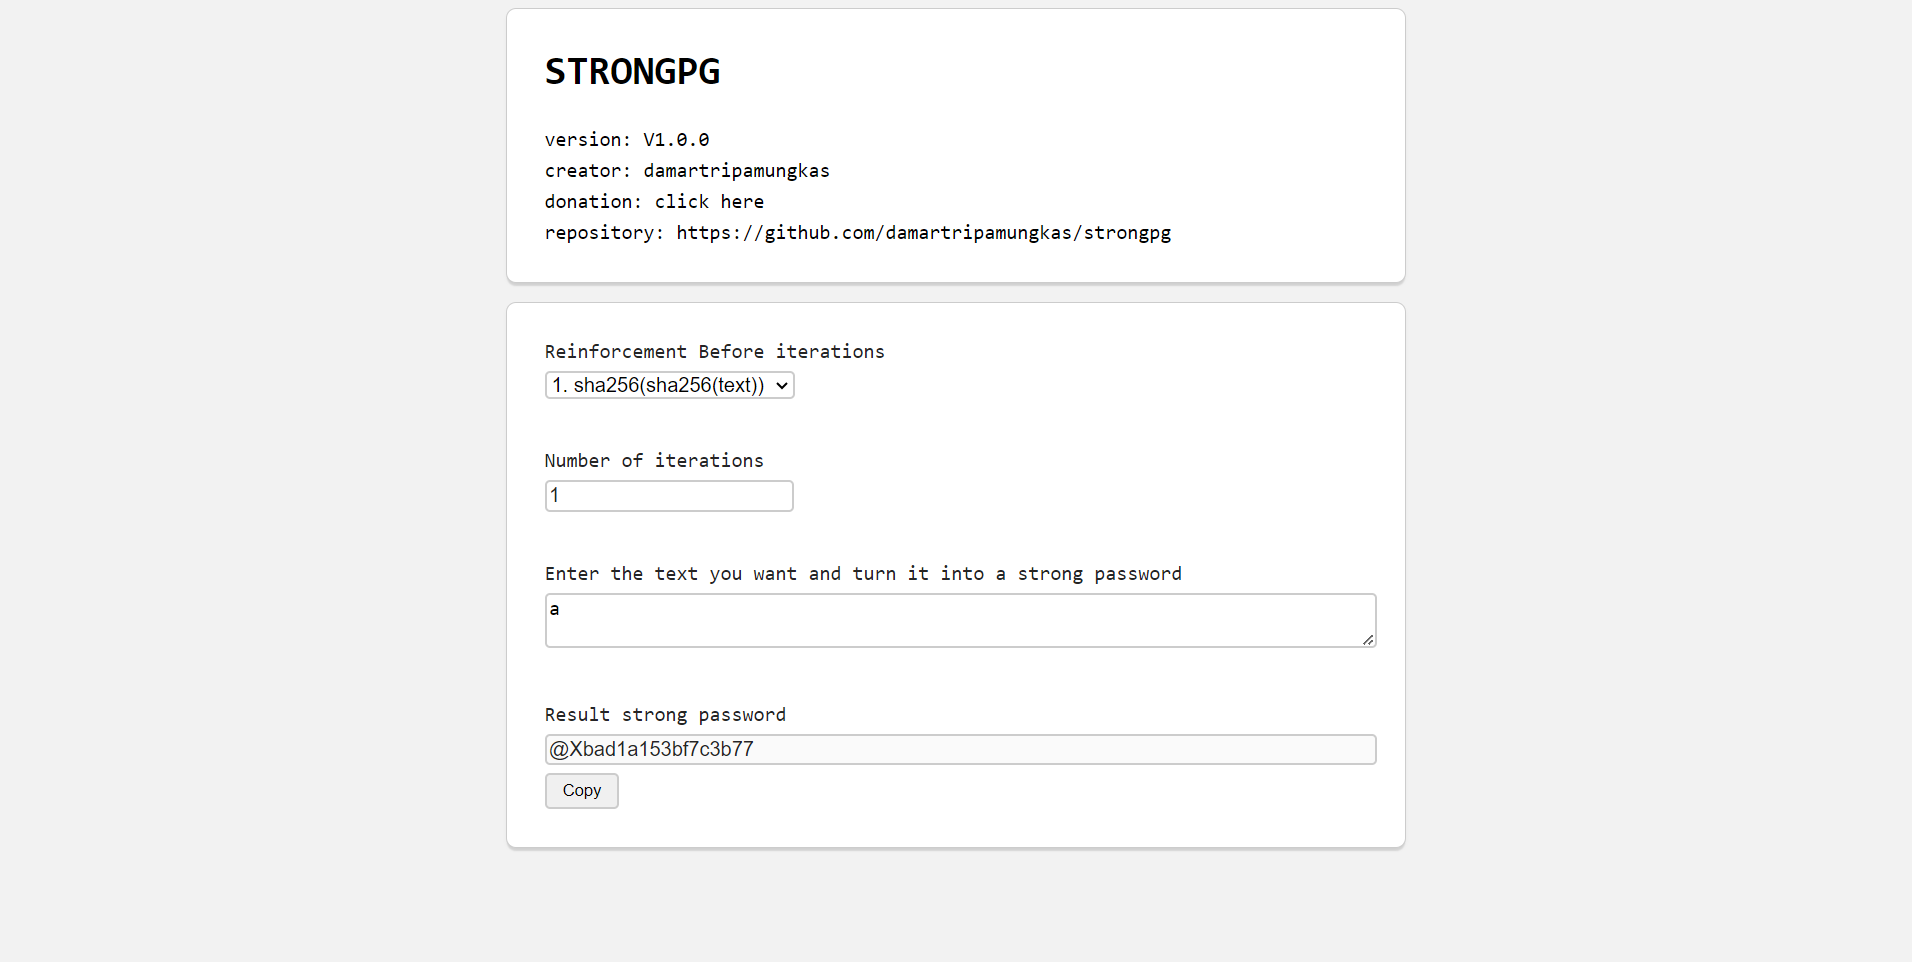 STRONGPG
version: V1.0.0
creator: damartripamungkas
donation: click here
repository: https://github.com/damartripamungkas/strongpg
Reinforcement Before iterations
1. sha256(sha256(text))
Number of iterations
1
Enter the text you want and turn it into a strong password
a
Result strong password
@Xbad1a153bf7c3b77
Copy